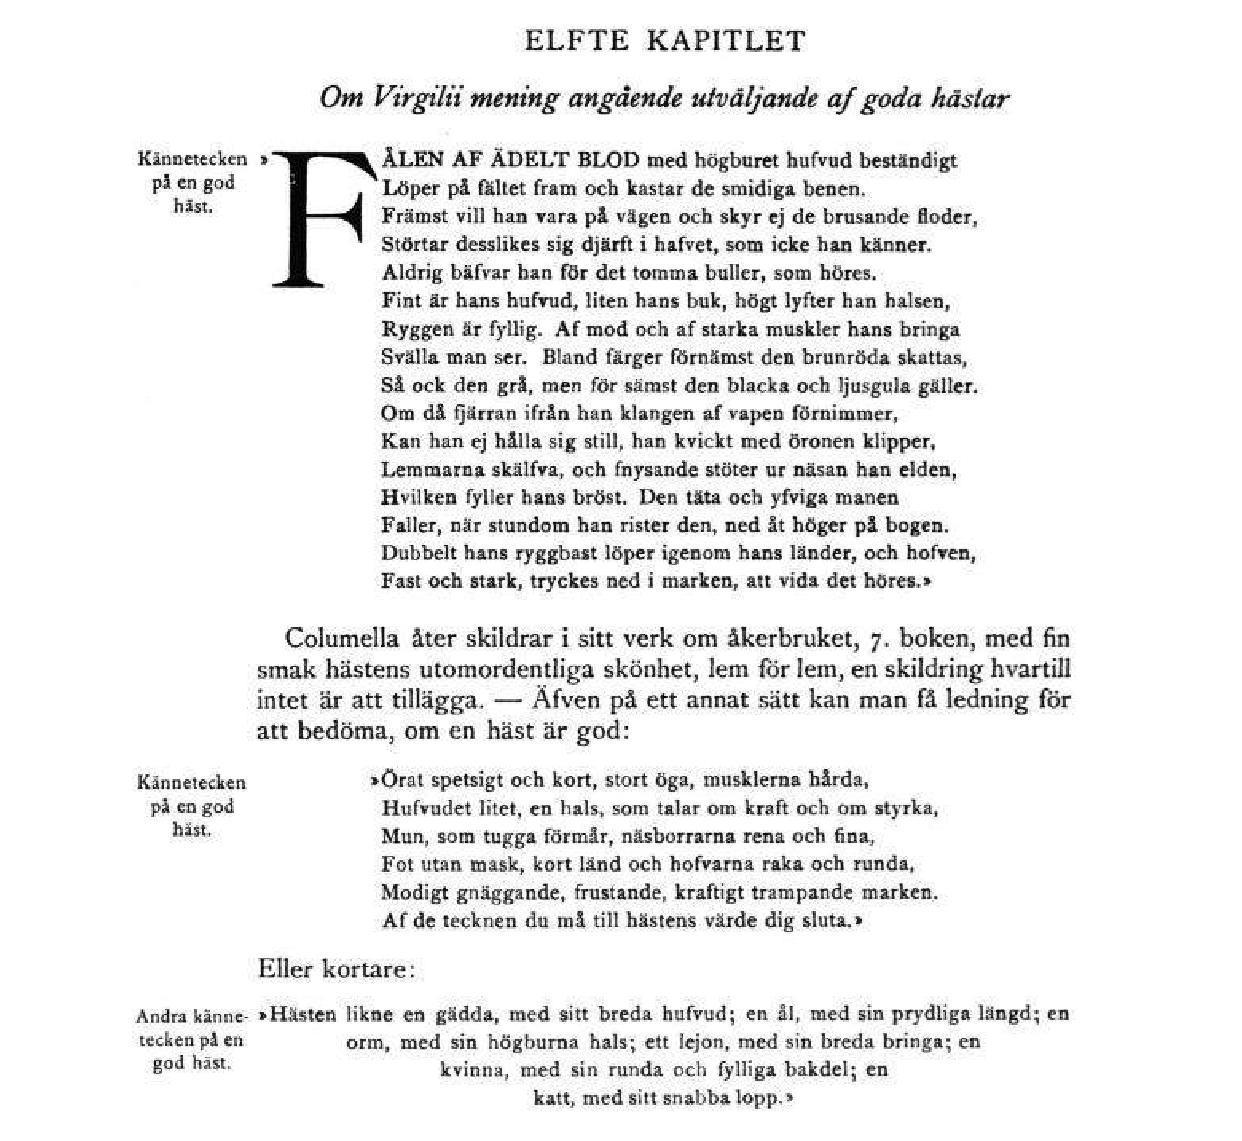 ELFTE KAPITLET
Om Virgilii mening angående utväljande af goda hästar
Kännetecken
på en god
häst.
»FÅLEN AF ÄDELT BLOD med högburet hufvud beständigt
Löper på fältet fram och kastar de smidiga benen.
Främst vill han vara på vägen och skyr ej de brusande floder,
Störtar desslikes sig djärft i hafvet, som icke han känner.
Aldrig bäfvar han för det tomma buller, som höres.
Fint är hans hufvud, liten hans buk, högt lyfter han halsen,
Ryggen är fyllig. Af mod och af starka muskler hans bringa
Svälla man ser. Bland färger förnämst den brunröda skattas,
Så ock den grå, men för sämst den blacka och ljusgula gäller.
Om då fjärran ifrån han klangen af vapen förnimmer,
Kan han ej hålla sig still, han kvickt med öronen klipper,
Lemmarna skälfva, och fnysande stöter ur näsan han elden,
Hvilken fyller hans bröst. Den täta och yfviga manen
Faller, när stundom han rister den, ned åt höger på bogen.
Dubbelt hans ryggbast löper igenom hans länder, och hofven,
Fast och stark, tryckes ned i marken, att vida det höres.»
Columella åter skildrar i sitt verk om åkerbruket, 7. boken, med fin
smak hästens utomordentliga skönhet, lem för lem, en skildring hvartill
intet är att tillägga. — Äfven på ett annat sätt kan man få ledning för
att bedöma, om en häst är god:
Kännetecken
på en god
häst.
»Örat spetsigt och kort, stort öga, musklerna hårda,
Hufvudet litet, en hals, som talar om kraft och om styrka,
Mun, som tugga förmår, näsborrarna rena och fina,
Fot utan mask, kort länd och hofvarna raka och runda,
Modigt gnäggande, frustande, kraftigt trampande marken.
Af de tecknen du må till hästens värde dig sluta.»
Eller kortare:
Andra känne-
tecken på en
god häst.
»Hästen likne en gädda, med sitt breda hufvud; en ål, med sin prydliga längd; en
orm, med sin högburna hals; ett lejon, med sin breda bringa; en
kvinna, med sin runda och fylliga bakdel; en
katt, med sitt snabba lopp.»